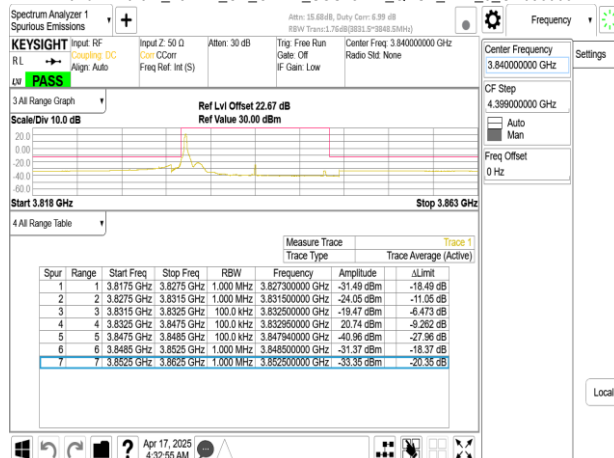 Spectrum Analyzer 1
Spurious Emissions
Attn: 15.68dB, Duty Corr: 6.99 dB
RBW Trans:1.76dB(3831.5~3848.5MHz)
Frequency
KEYSIGHT
Input: RF
Input Z: 50 Ω
Atten: 30 dB
Trig: Free Run
Center Freq: 3.840000000 GHz
RL
Coupling: DC
Corr CCorr
Gate: Off
Radio Std: None
Align: Auto
Freq Ref: Int (S)
IF Gain: Low
LXI
PASS
Center Frequency
3.840000000 GHz
Settings
CF Step
4.399000000 GHz
Auto
Man
Freq Offset
0 Hz
3 All Range Graph
Ref Lvl Offset 22.67 dB
Scale/Div 10.0 dB
Ref Value 30.00 dBm
20.0
0.00
-20.0
-40.0
-60.0
Start 3.818 GHz
Stop 3.863 GHz
4 All Range Table
Measure Trace Trace 1
Trace Type Trace Average (Active)
Spur Range Start Freq Stop Freq RBW Frequency Amplitude ΔLimit
1 1 3.8175 GHz 3.8275 GHz 1.000 MHz 3.827300000 GHz -31.49 dBm -18.49 dB
2 2 3.8275 GHz 3.8315 GHz 1.000 MHz 3.831500000 GHz -24.05 dBm -11.05 dB
3 3 3.8315 GHz 3.8325 GHz 100.0 kHz 3.832500000 GHz -19.47 dBm -6.473 dB
4 4 3.8325 GHz 3.8475 GHz 100.0 kHz 3.832950000 GHz 20.74 dBm -9.262 dB
5 5 3.8475 GHz 3.8485 GHz 100.0 kHz 3.847940000 GHz -40.96 dBm -27.96 dB
6 6 3.8485 GHz 3.8525 GHz 1.000 MHz 3.848500000 GHz -31.37 dBm -18.37 dB
7 7 3.8525 GHz 3.8625 GHz 1.000 MHz 3.852500000 GHz -33.35 dBm -20.35 dB
Local
?
Apr 17, 2025
4:32:55 AM